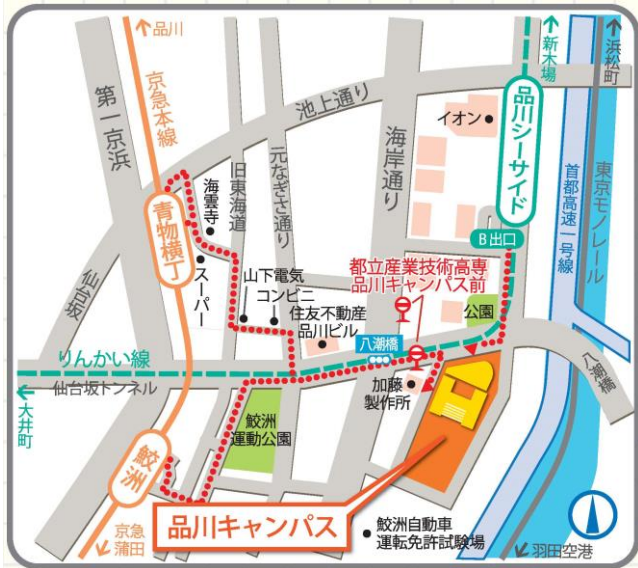 品川
京急本線
第一京浜
池上通り
新木場
浜松町
品川シーサイド
イオン
海岸通り
元なぎさ通り
旧東海道
海雲寺
青物横丁
スーパー
仙台坂
山下電気
コンビニ
住友不動産
品川ビル
都立産業技術高専
品川キャンパス前
B出口
公園
首都高速一号線
東京モノレール
八潮橋
りんかい線
仙台坂トンネル
大井町
加藤
製作所
八潮橋
鮫洲
運動公園
鮫洲
品川キャンパス
京急
蒲田
鮫洲自動車
運転免許試験場
羽田空港